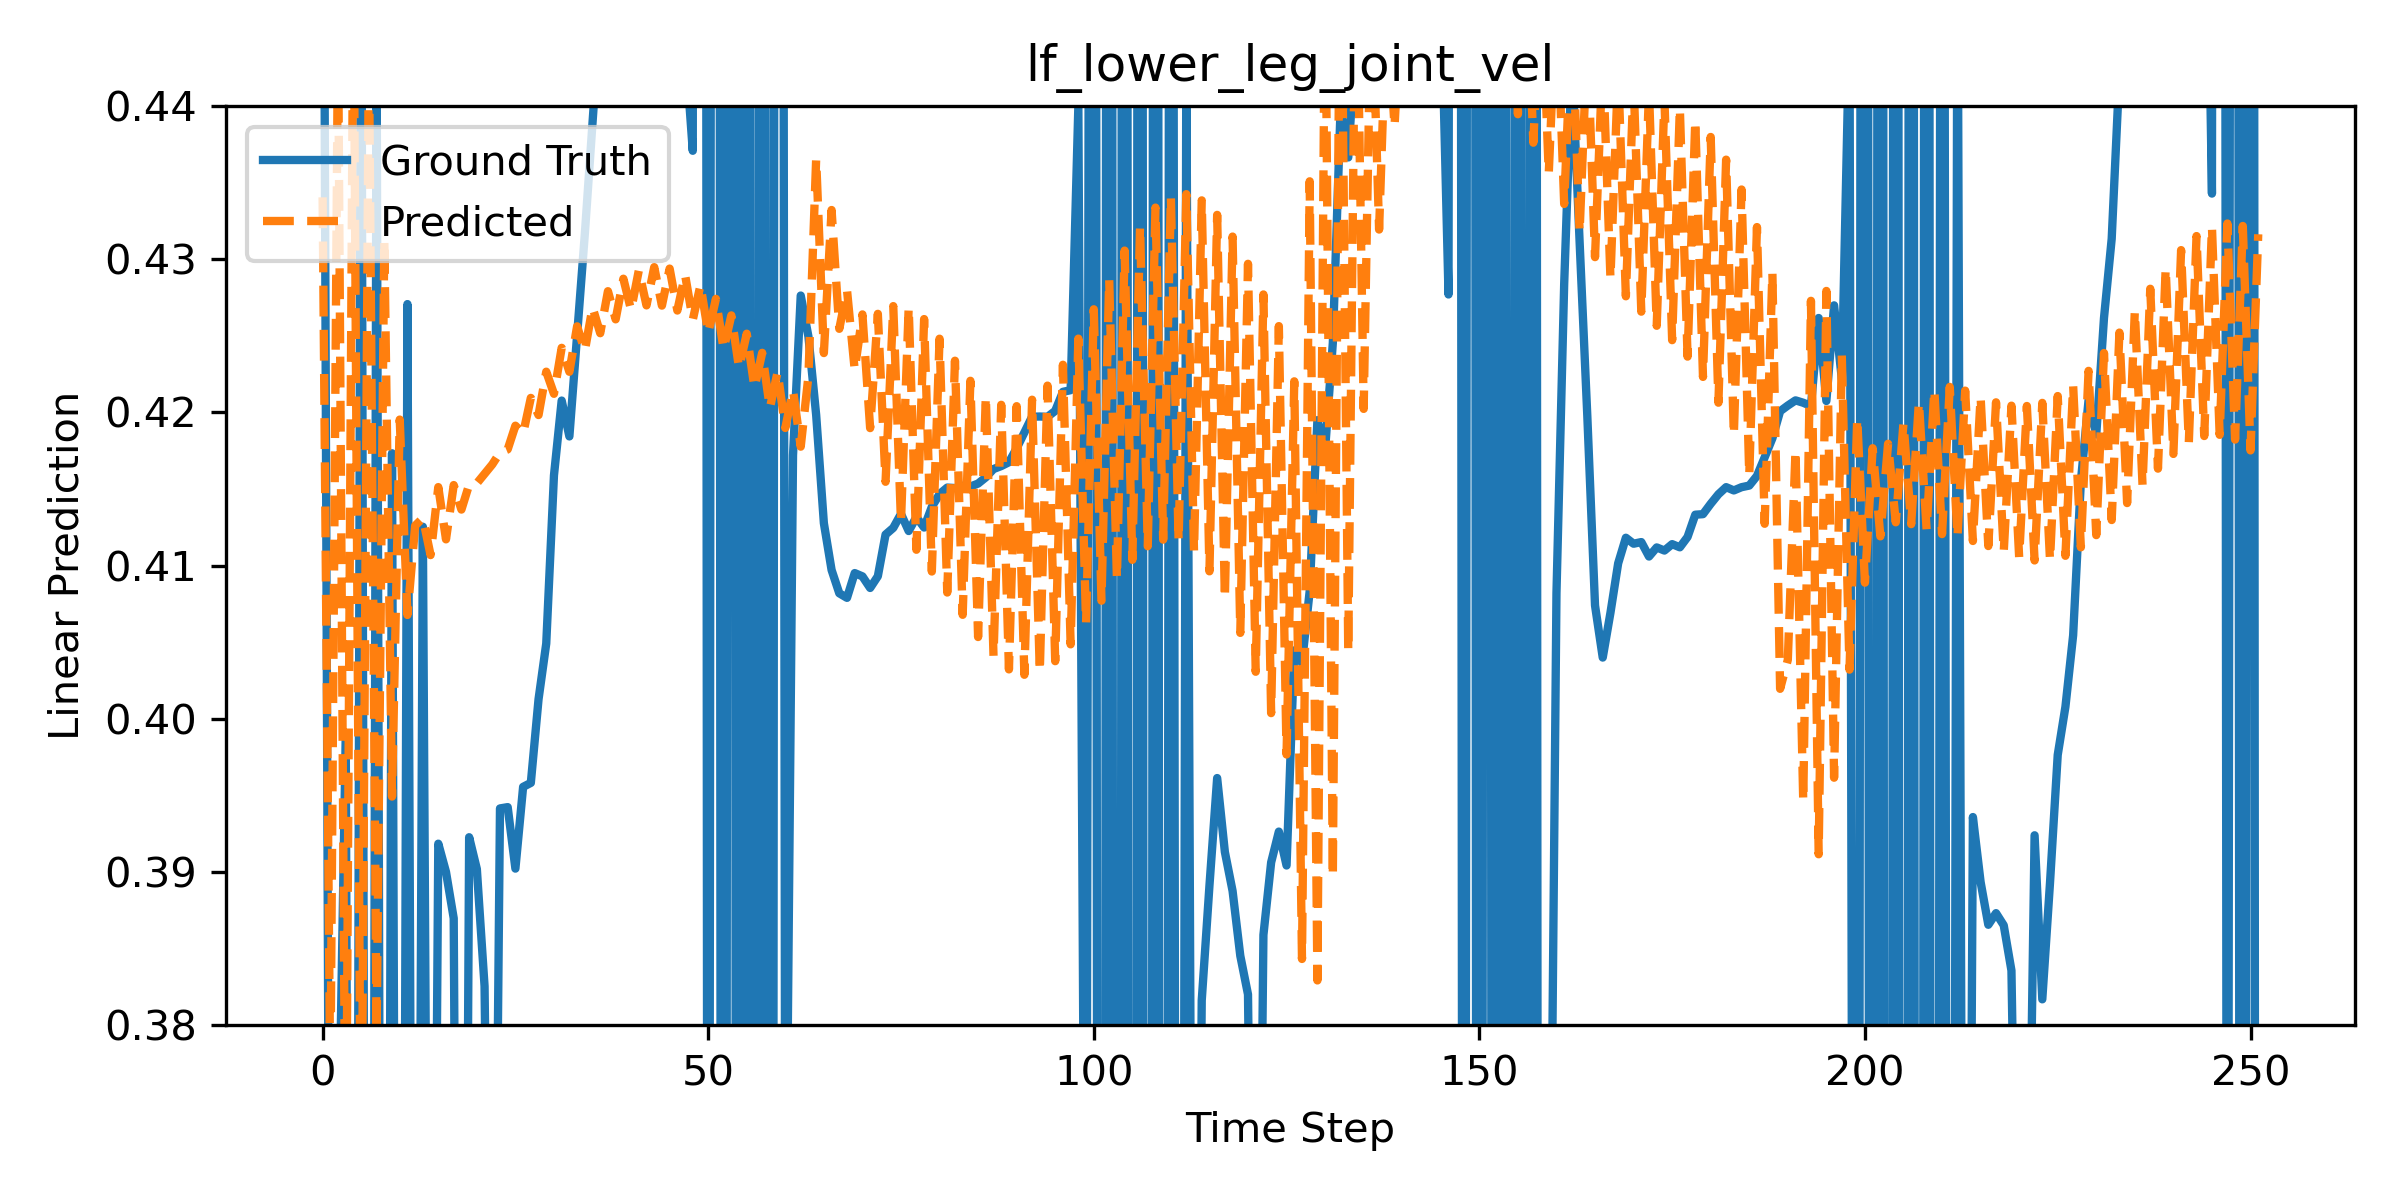 lf_lower_leg_joint_vel
Ground Truth
Predicted
Linear Prediction
0.44
0.43
0.42
0.41
0.40
0.39
0.38
0
50
100
150
200
250
Time Step